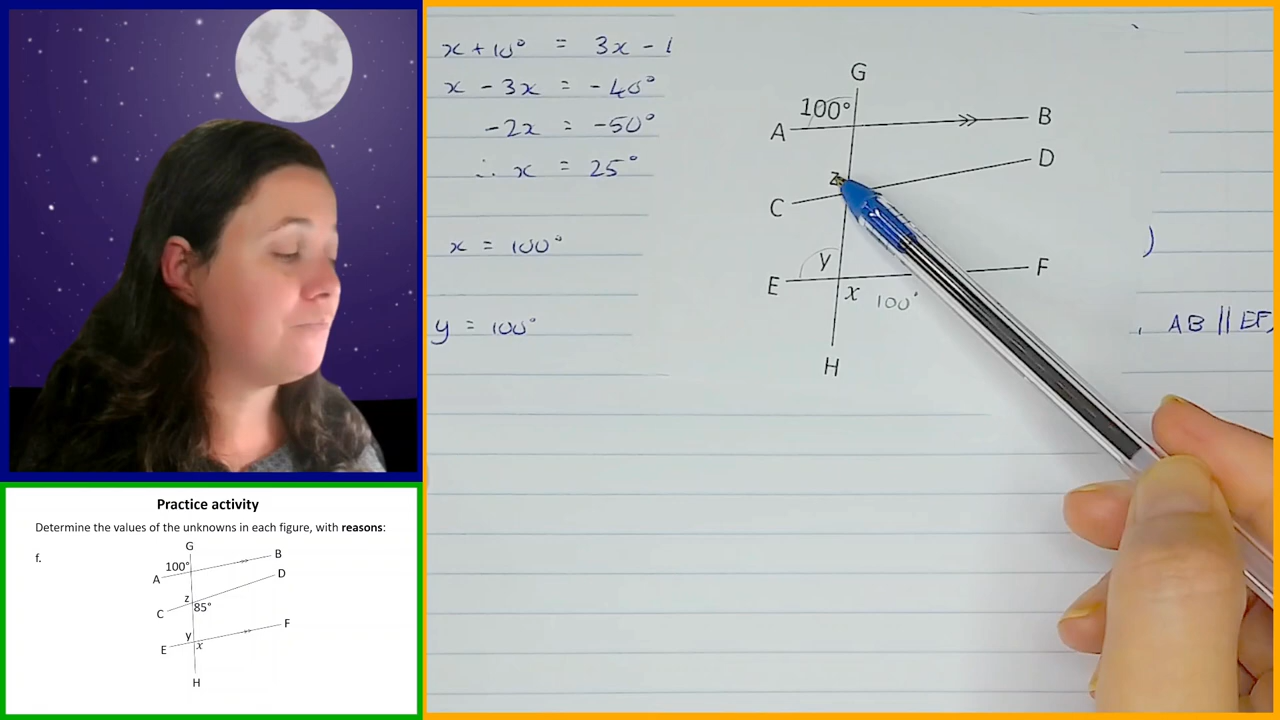 x + 10° = 3x - 
x - 3x = -40°
-2x = -50°
∴ x = 25°
x = 100°
y = 100°
G
100°
A
B
D
z
C
y
E
F
x 100°
H
)
, AB || EF,
Practice activity
Determine the values of the unknowns in each figure, with reasons:
f.
G
100°
B
A
D
z
85°
C
y
F
E
x
H